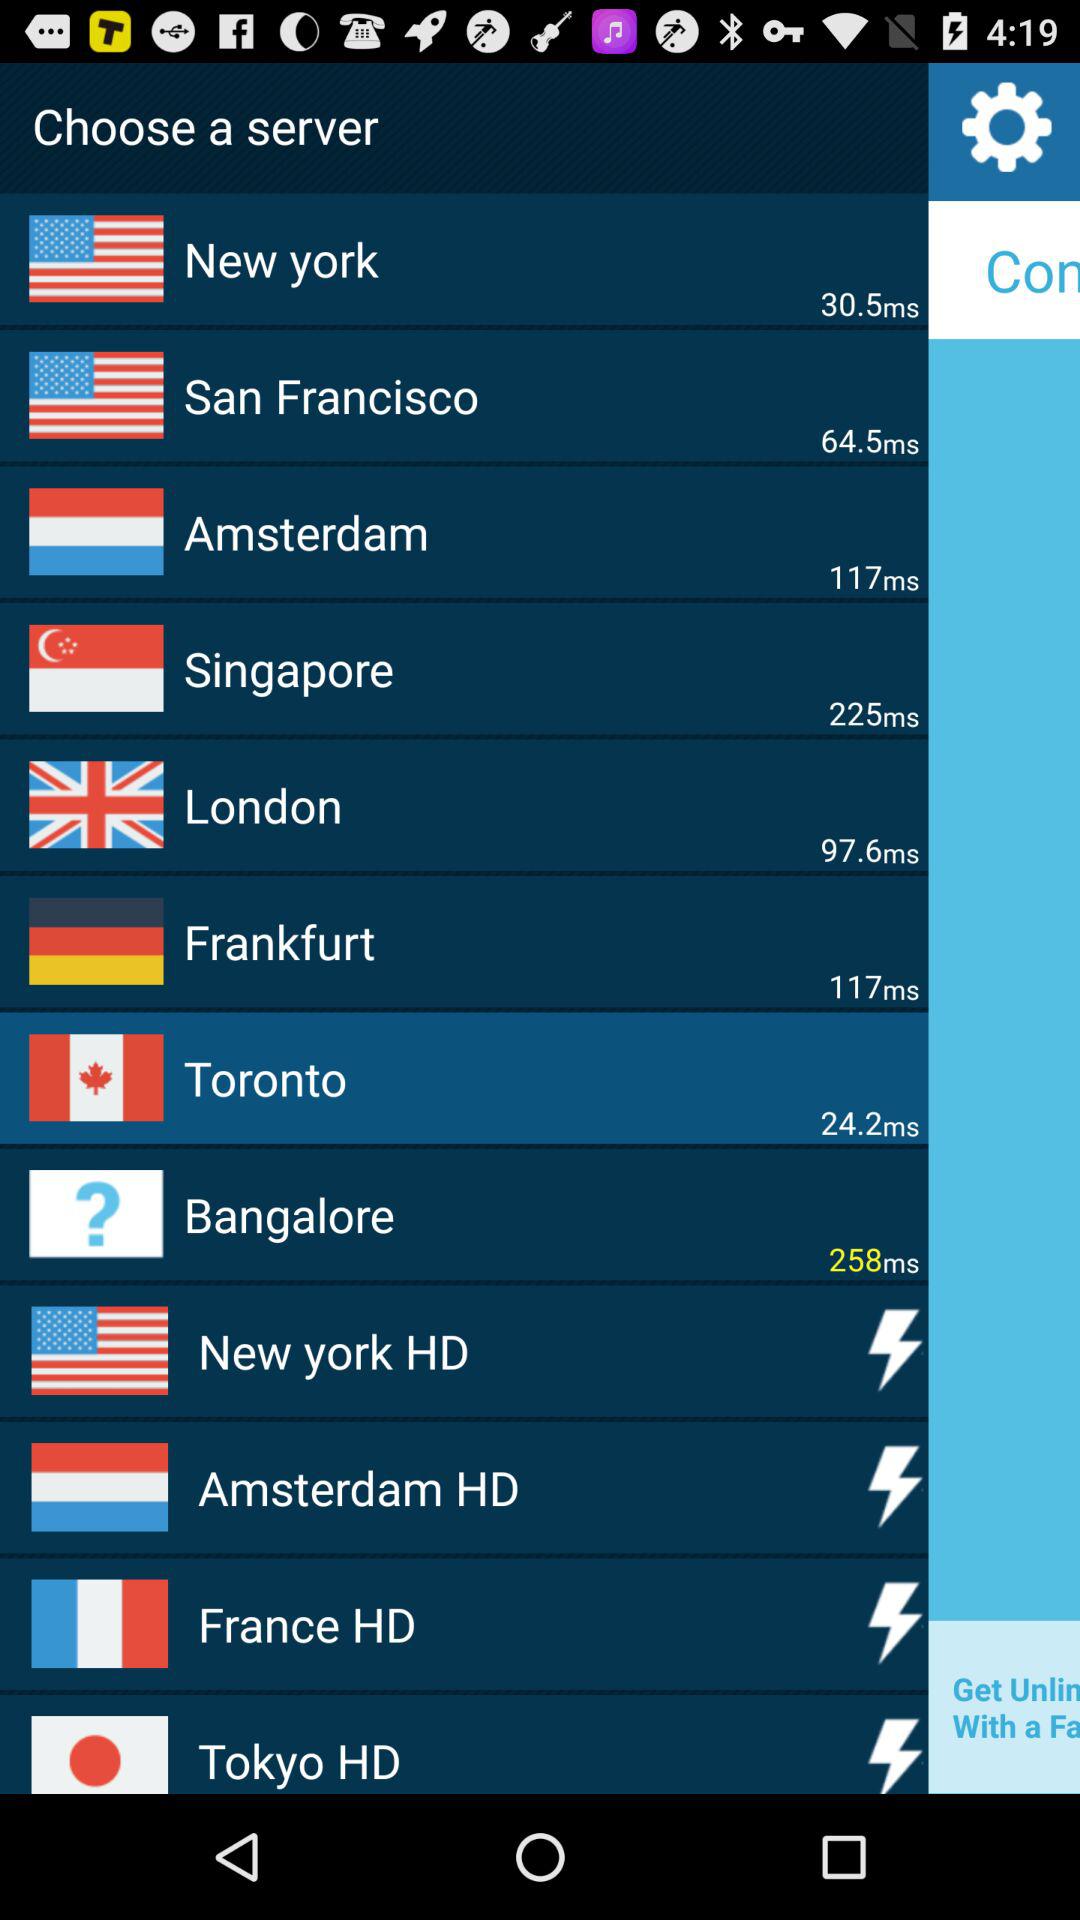 4:19
Choose a server
New york
30.5ms
Con
San Francisco
64.5ms
Amsterdam
117ms
Singapore
225ms
London
97.6ms
Frankfurt
117ms
Toronto
24.2ms
?
Bangalore
258ms
New york HD
Amsterdam HD
France HD
Get Unlim
With a Fa
Tokyo HD